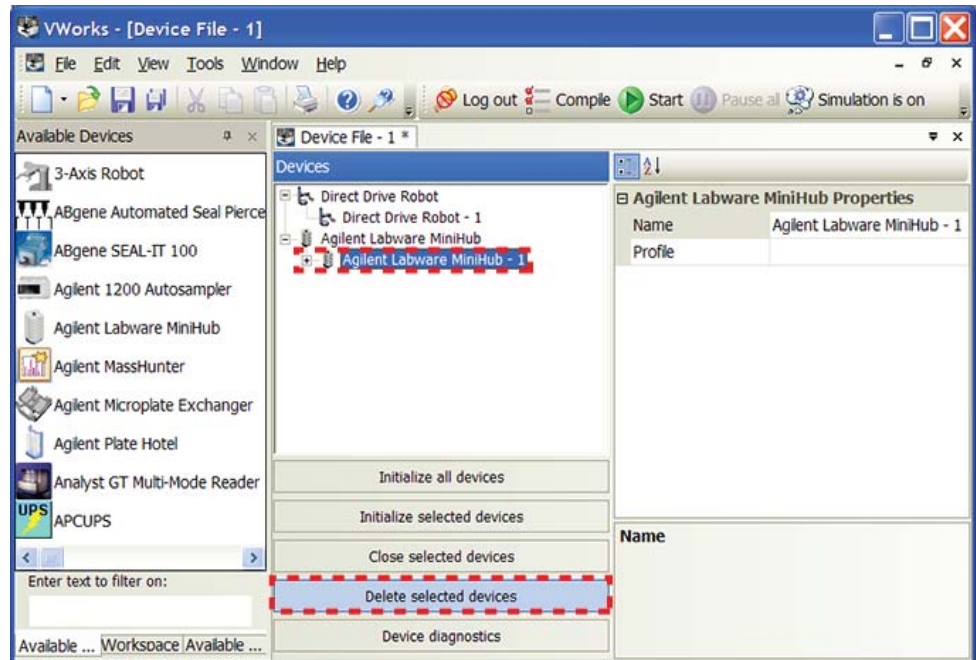 VWorks - [Device File - 1]
File Edit View Tools Window Help
Log out Compile Start Pause all Simulation is on
Available Devices
Device File - 1 *
3-Axis Robot
ABgene Automated Seal Pierce
ABgene SEAL-IT 100
Agilent 1200 Autosampler
Agilent Labware MiniHub
Agilent MassHunter
Agilent Microplate Exchanger
Agilent Plate Hotel
Analyst GT Multi-Mode Reader
UPS
APCUPS
Enter text to filter on:
Available ... Workspace Available ...
Devices
Direct Drive Robot
Direct Drive Robot - 1
Agilent Labware MiniHub
Agilent Labware MiniHub - 1
Initialize all devices
Initialize selected devices
Close selected devices
Delete selected devices
Device diagnostics
Agilent Labware MiniHub Properties
Name Agilent Labware MiniHub - 1
Profile
Name